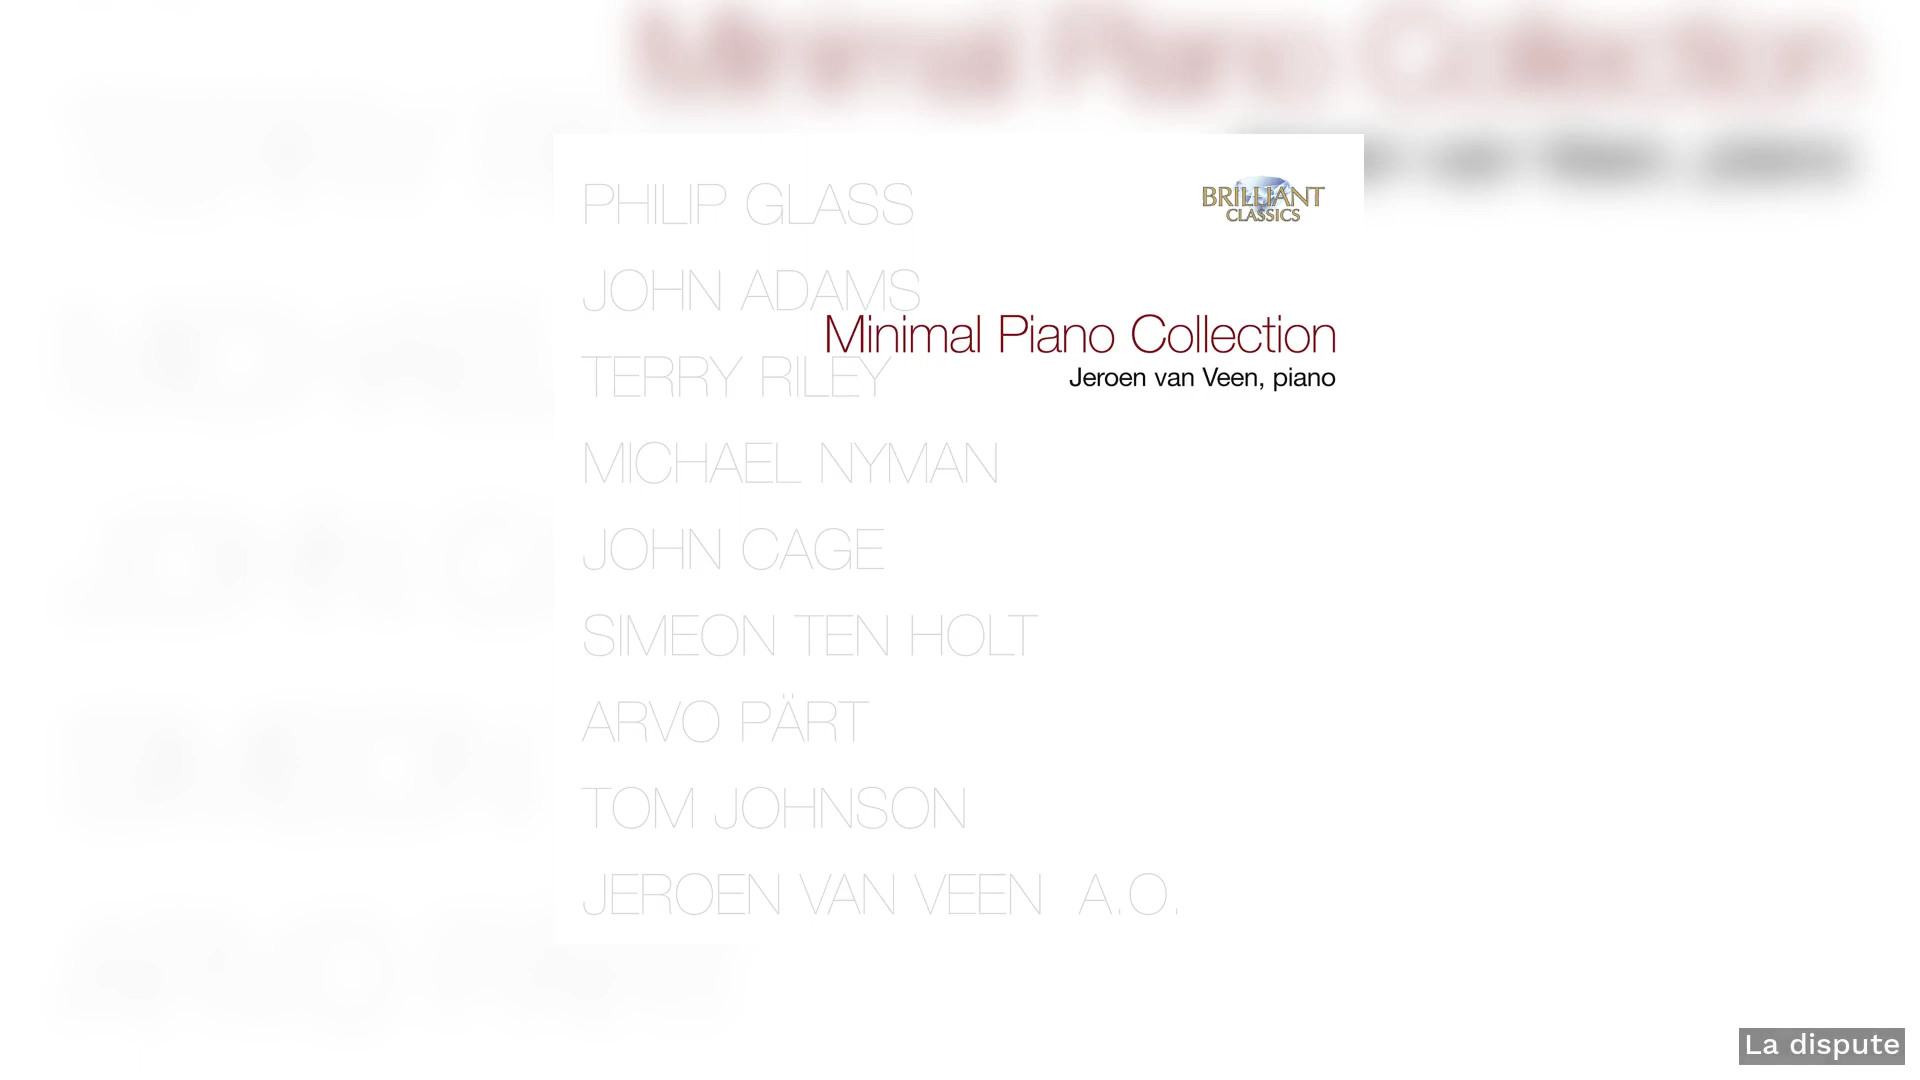 PHILIP GLASS
BRILLIANT
CLASSICS
JOHN ADAMS
Minimal Piano Collection
TERRY RILEY
Jeroen van Veen, piano
MICHAEL NYMAN
JOHN CAGE
SIMEON TEN HOLT
ARVO PÄRT
TOM JOHNSON
JEROEN VAN VEEN A.O.
La dispute